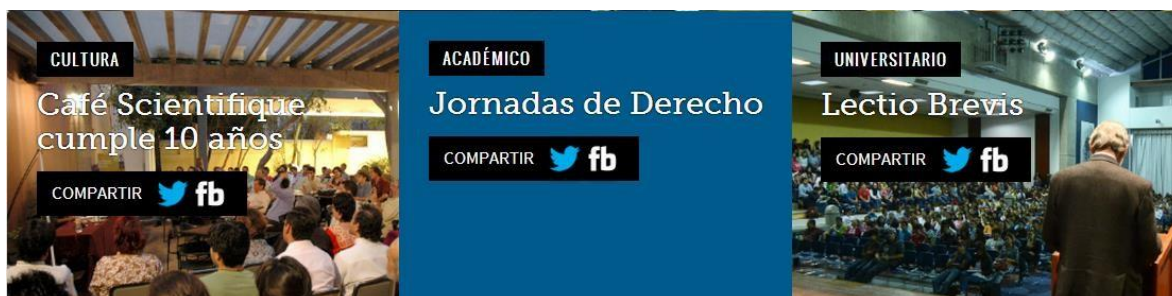 CULTURA
Café Scientifique
cumple 10 años
COMPARTIR fb
ACADÉMICO
Jornadas de Derecho
COMPARTIR fb
UNIVERSITARIO
Lectio Brevis
COMPARTIR fb